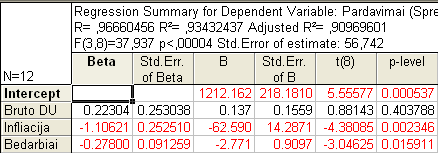 Regression Summary for Dependent Variable: Pardavimai (Spre
R= ,96660456 R²= ,93432437 Adjusted R²= ,90969601
F(3,8)=37,937 p<,00004 Std.Error of estimate: 56,742
N=12 Beta Std.Err. of Beta B Std.Err. of B t(8) p-level
Intercept 1212.162 218.1810 5.55577 0.000537
Bruto DU 0.22304 0.253038 0.137 0.1559 0.88143 0.403788
Infliacija -1.10621 0.252510 -62.590 14.2871 -4.38085 0.002346
Bedarbiai -0.27800 0.091259 -2.771 0.9097 -3.04625 0.015911